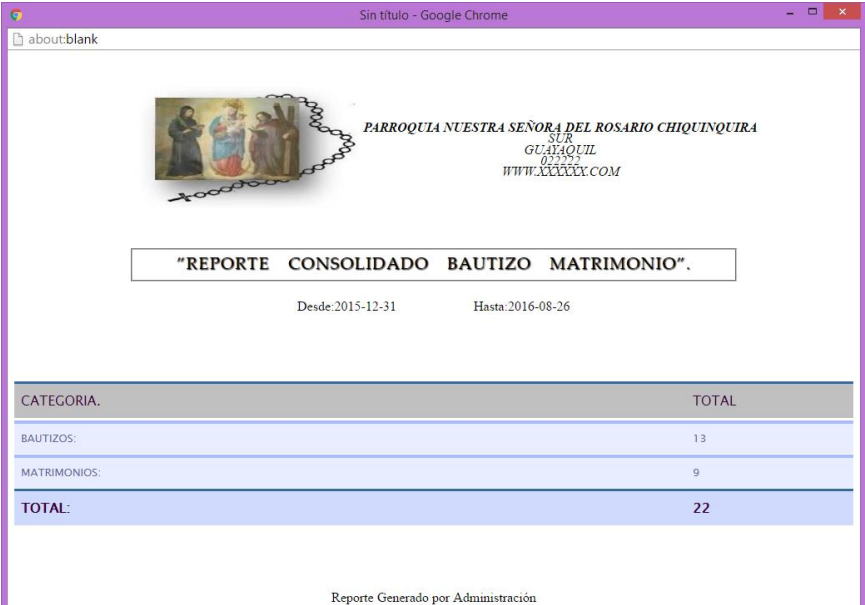 Sin título - Google Chrome
about:blank
PARROQUIA NUESTRA SEÑORA DEL ROSARIO CHIQUINQUIRA
SUR
GUAYAQUIL
022222
WWW.XXXXXX.COM
"REPORTE CONSOLIDADO BAUTIZO MATRIMONIO".
Desde:2015-12-31 Hasta:2016-08-26
CATEGORIA. TOTAL
BAUTIZOS: 13
MATRIMONIOS: 9
TOTAL: 22
Reporte Generado por Administración